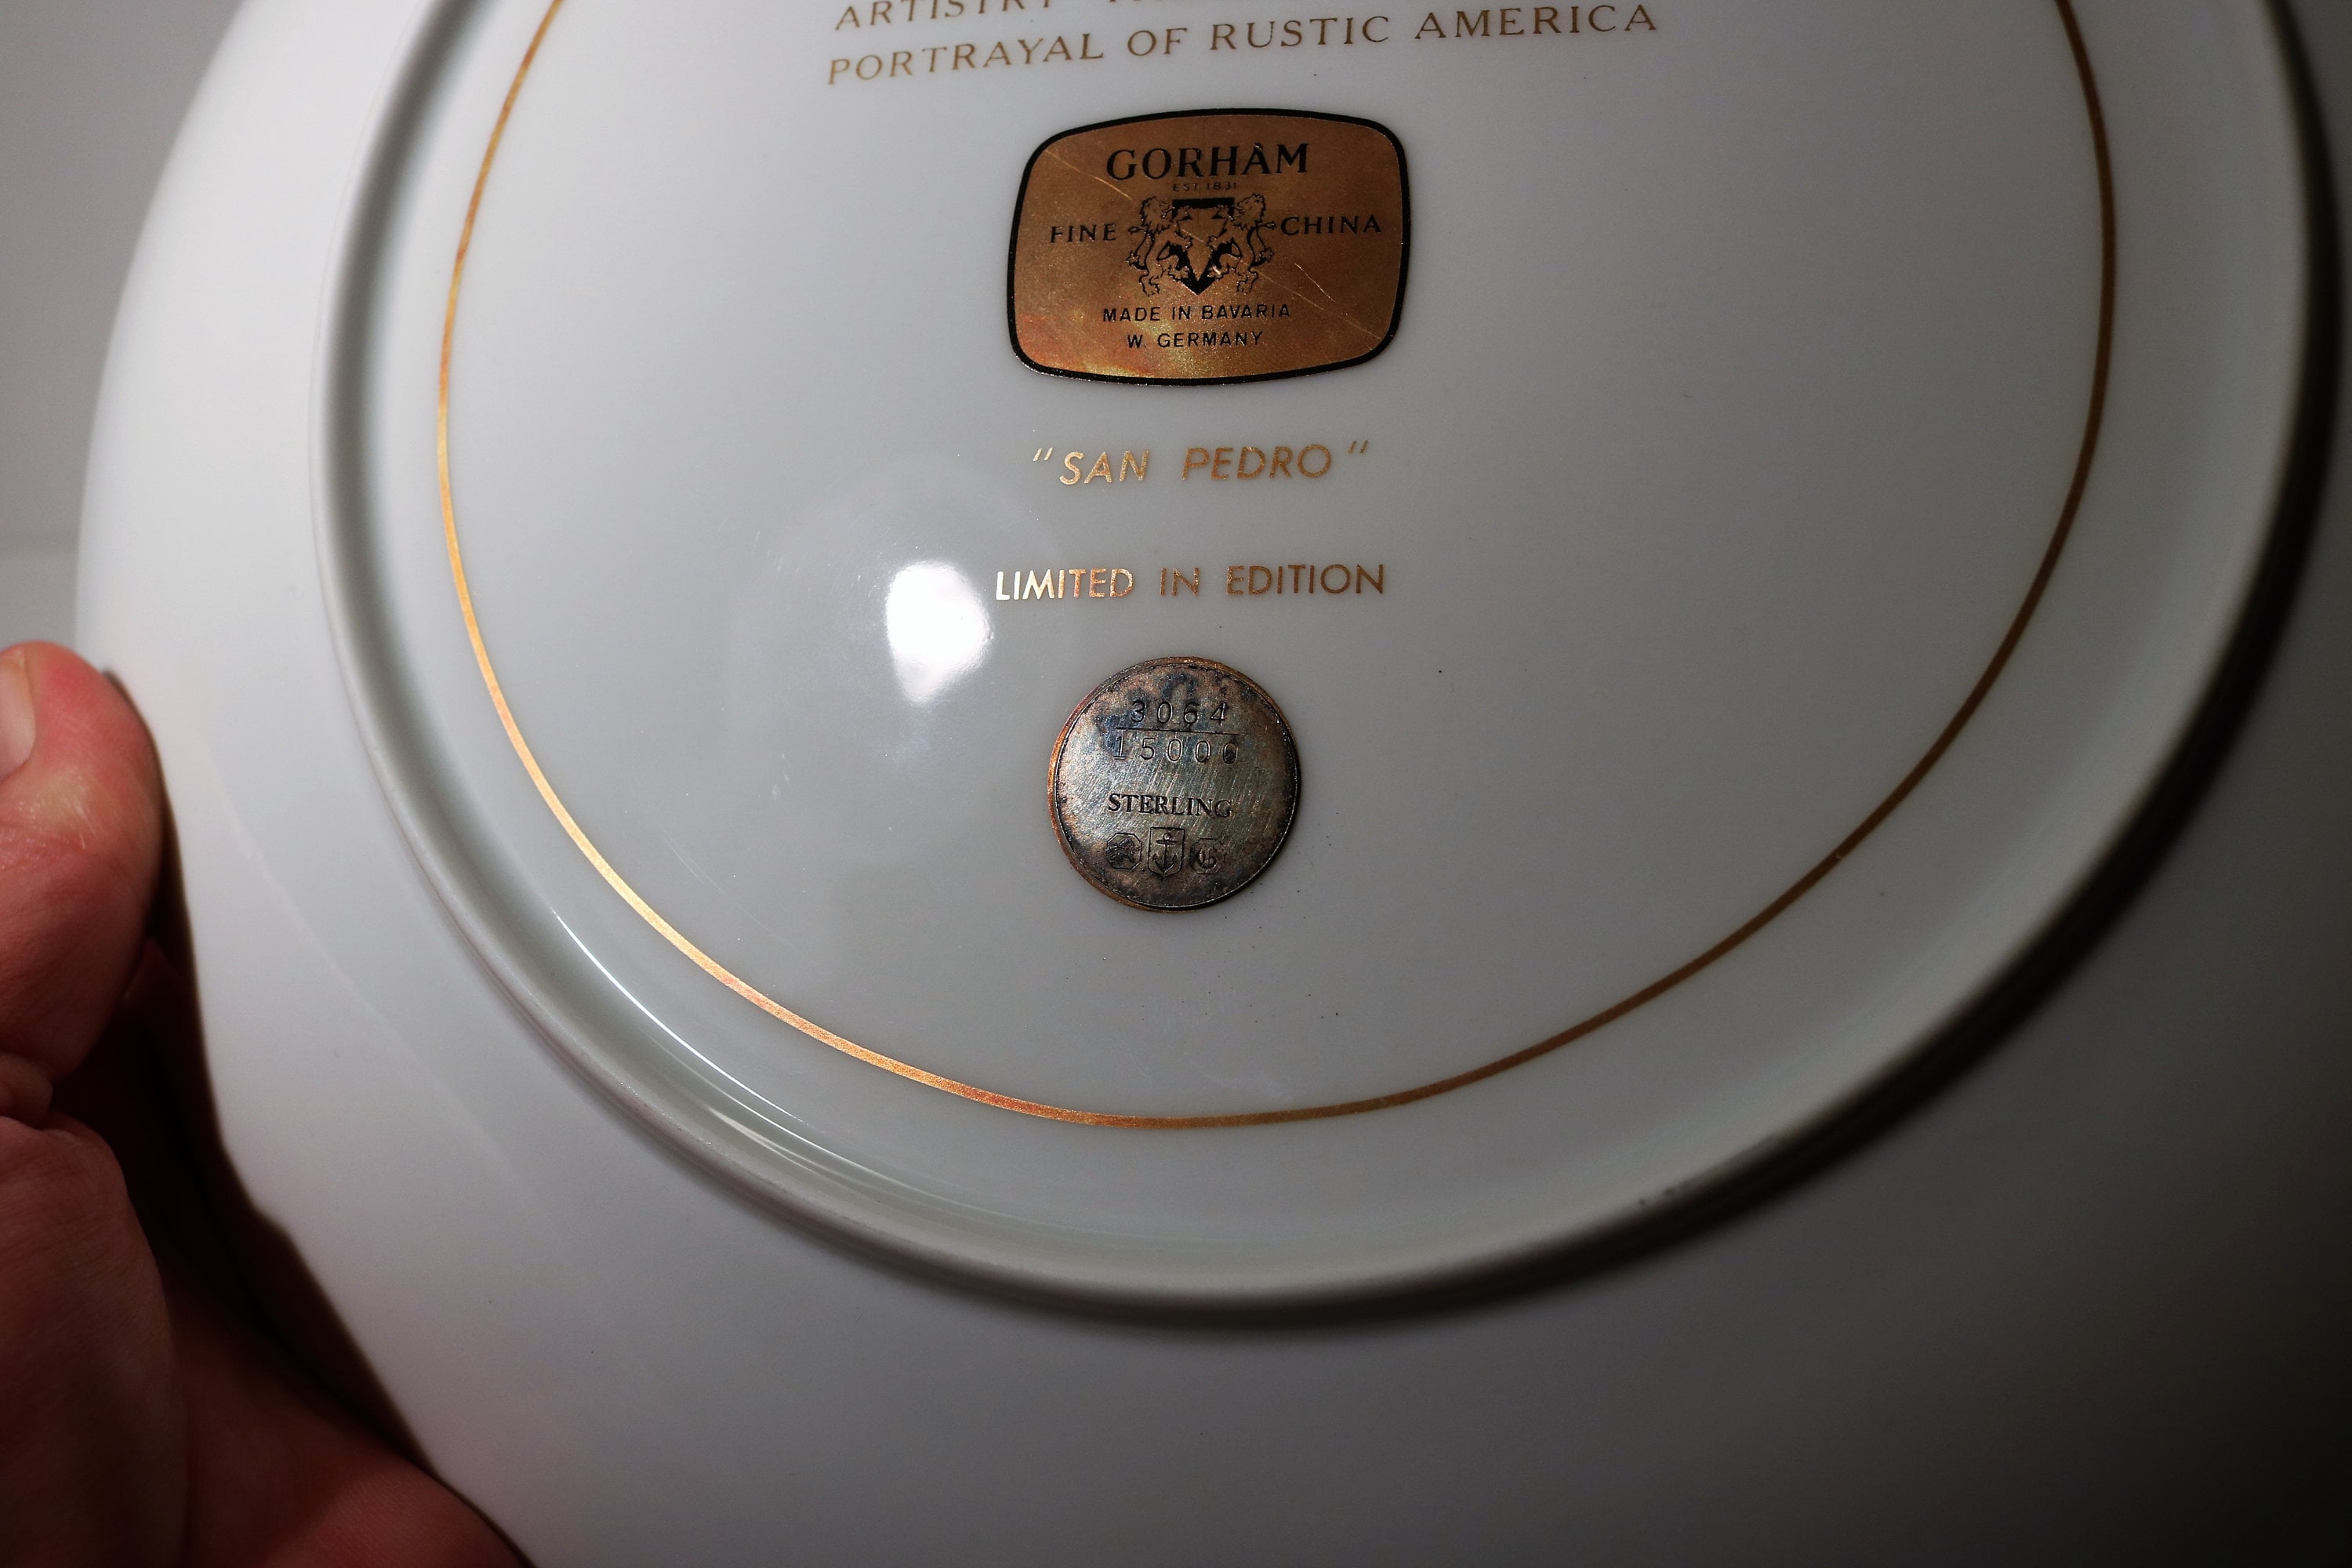 ARTISTRY
PORTRAYAL OF RUSTIC AMERICA
GORHAM
EST. 1831
FINE CHINA
MADE IN BAVARIA
W. GERMANY
"SAN PEDRO"
LIMITED IN EDITION
3064
15000
STERLING